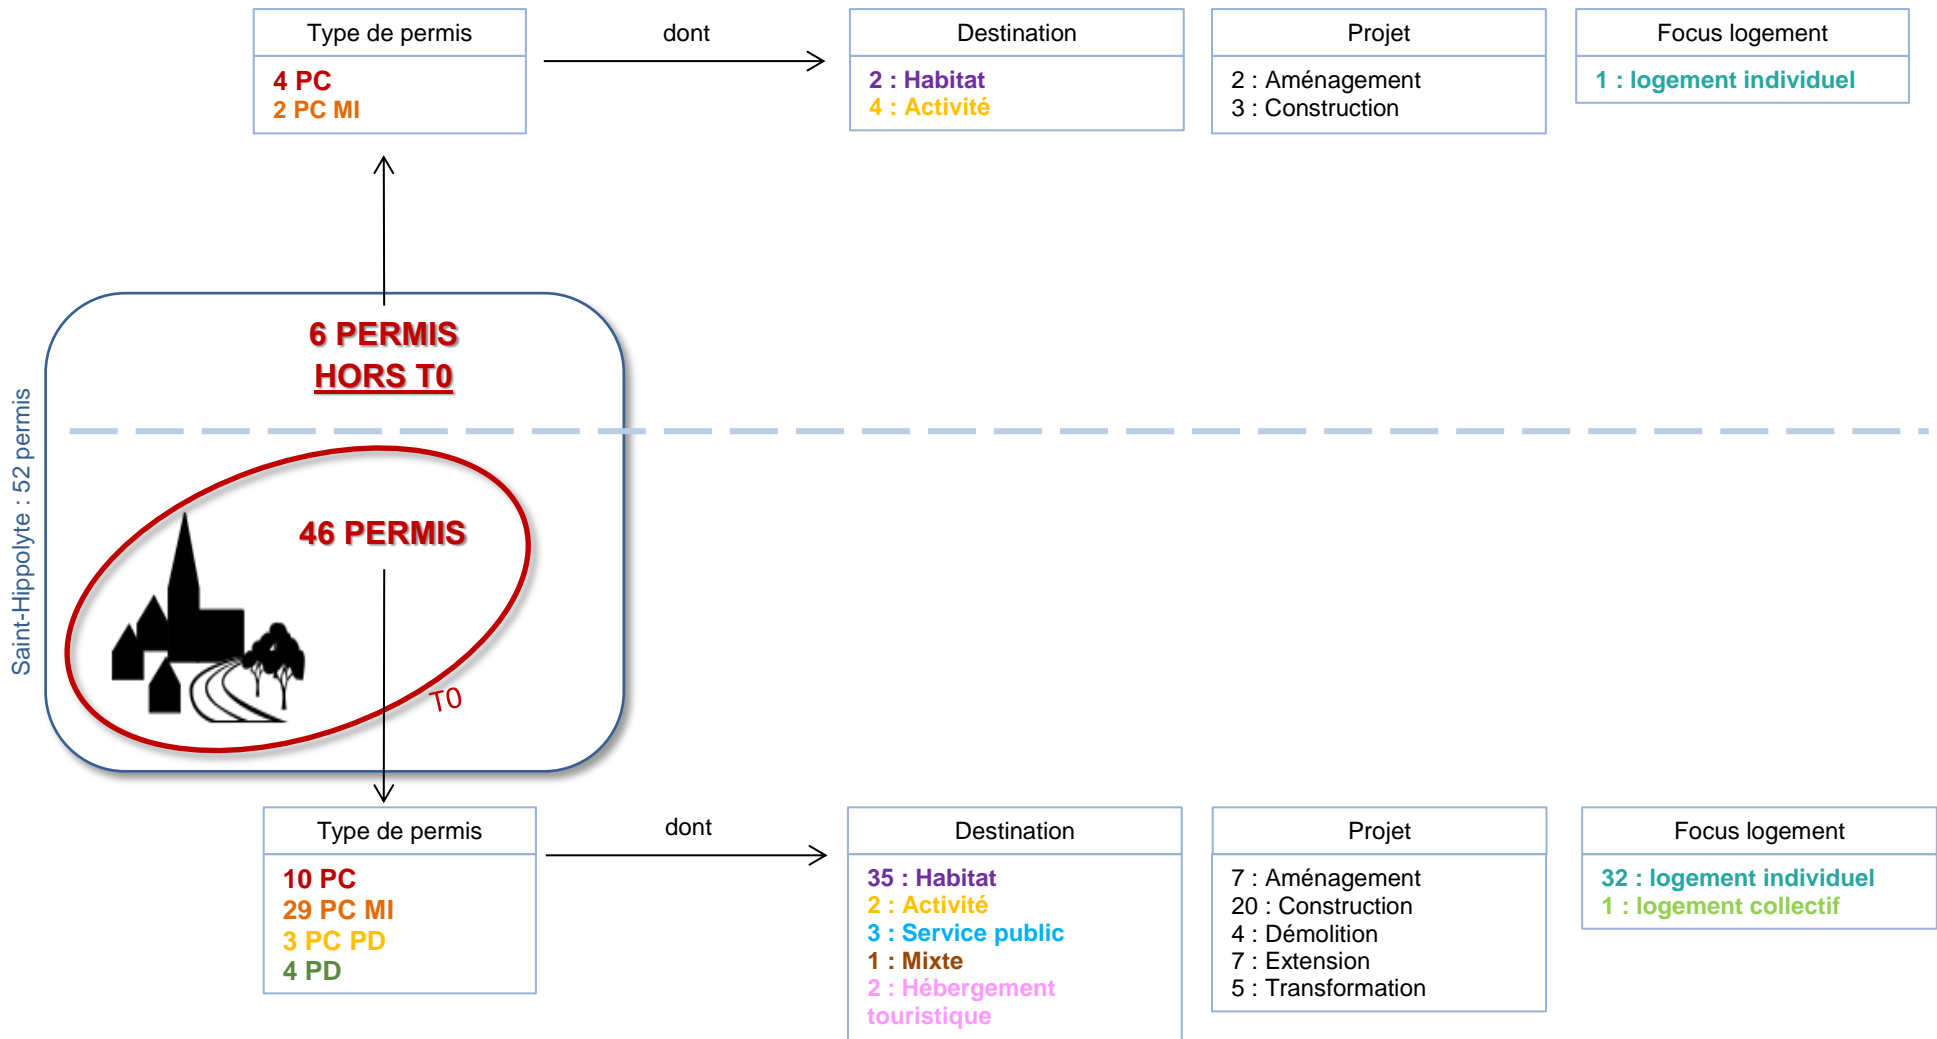 Type de permis
4 PC
2 PC MI
dont
Destination
2 : Habitat
4 : Activité
Projet
2 : Aménagement
3 : Construction
Focus logement
1 : logement individuel
6 PERMIS
HORS T0
Saint-Hippolyte : 52 permis
46 PERMIS
T0
Type de permis
10 PC
29 PC MI
3 PC PD
4 PD
dont
Destination
35 : Habitat
2 : Activité
3 : Service public
1 : Mixte
2 : Hébergement
touristique
Projet
7 : Aménagement
20 : Construction
4 : Démolition
7 : Extension
5 : Transformation
Focus logement
32 : logement individuel
1 : logement collectif